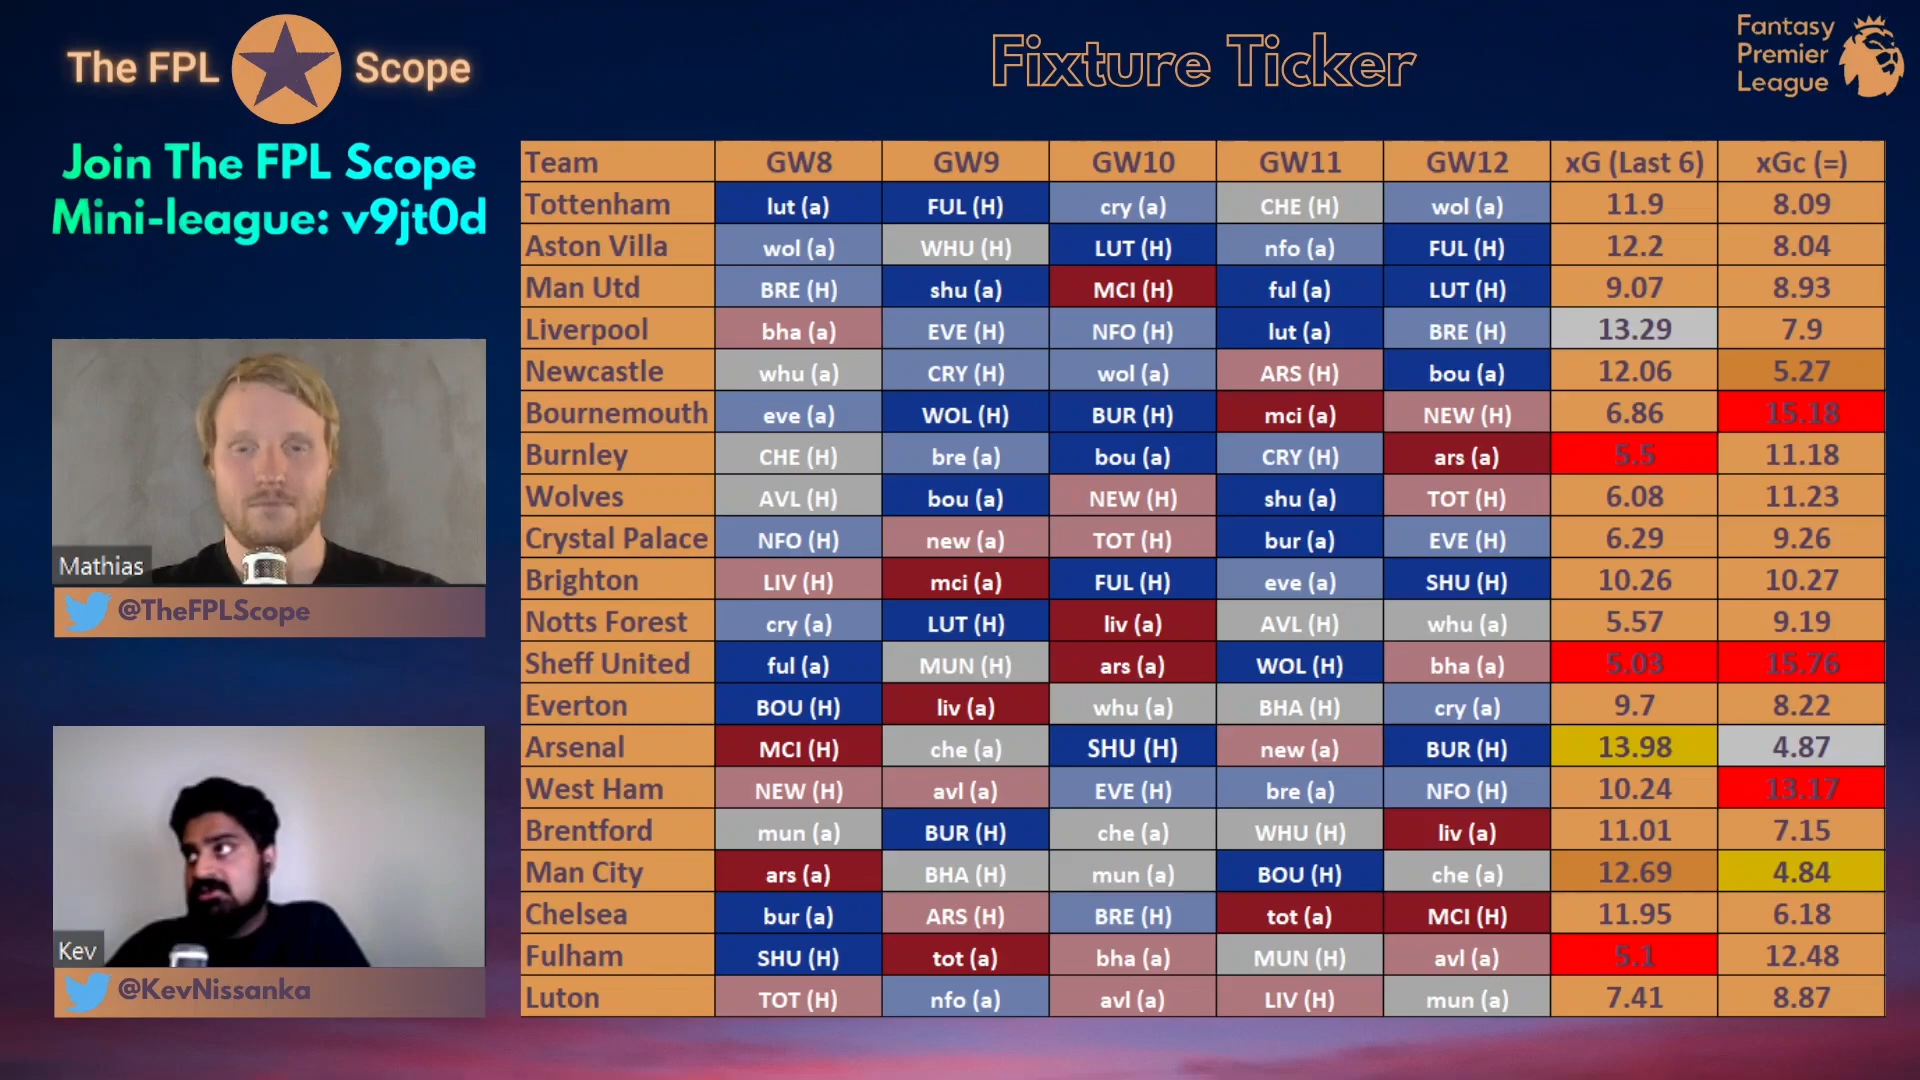 The FPL Scope
Fixture Ticker
Fantasy
Premier
League
Join The FPL Scope
Mini-league: v9jt0d
Team GW8 GW9 GW10 GW11 GW12 xG (Last 6) xGc (=)
Tottenham lut (a) FUL (H) cry (a) CHE (H) wol (a) 11.9 8.09
Aston Villa wol (a) WHU (H) LUT (H) nfo (a) FUL (H) 12.2 8.04
Man Utd BRE (H) shu (a) MCI (H) ful (a) LUT (H) 9.07 8.93
Liverpool bha (a) EVE (H) NFO (H) lut (a) BRE (H) 13.29 7.9
Newcastle whu (a) CRY (H) wol (a) ARS (H) bou (a) 12.06 5.27
Bournemouth eve (a) WOL (H) BUR (H) mci (a) NEW (H) 6.86 15.18
Burnley CHE (H) bre (a) bou (a) CRY (H) ars (a) 5.5 11.18
Wolves AVL (H) bou (a) NEW (H) shu (a) TOT (H) 6.08 11.23
Crystal Palace NFO (H) new (a) TOT (H) bur (a) EVE (H) 6.29 9.26
Brighton LIV (H) mci (a) FUL (H) eve (a) SHU (H) 10.26 10.27
Notts Forest cry (a) LUT (H) liv (a) AVL (H) whu (a) 5.57 9.19
Sheff United ful (a) MUN (H) ars (a) WOL (H) bha (a) 5.03 15.76
Everton BOU (H) liv (a) whu (a) BHA (H) cry (a) 9.7 8.22
Arsenal MCI (H) che (a) SHU (H) new (a) BUR (H) 13.98 4.87
West Ham NEW (H) avl (a) EVE (H) bre (a) NFO (H) 10.24 13.17
Brentford mun (a) BUR (H) che (a) WHU (H) liv (a) 11.01 7.15
Man City ars (a) BHA (H) mun (a) BOU (H) che (a) 12.69 4.84
Chelsea bur (a) ARS (H) BRE (H) tot (a) MCI (H) 11.95 6.18
Fulham SHU (H) tot (a) bha (a) MUN (H) avl (a) 5.1 12.48
Luton TOT (H) nfo (a) avl (a) LIV (H) mun (a) 7.41 8.87
Mathias
@TheFPLScope
Kev
@KevNissanka